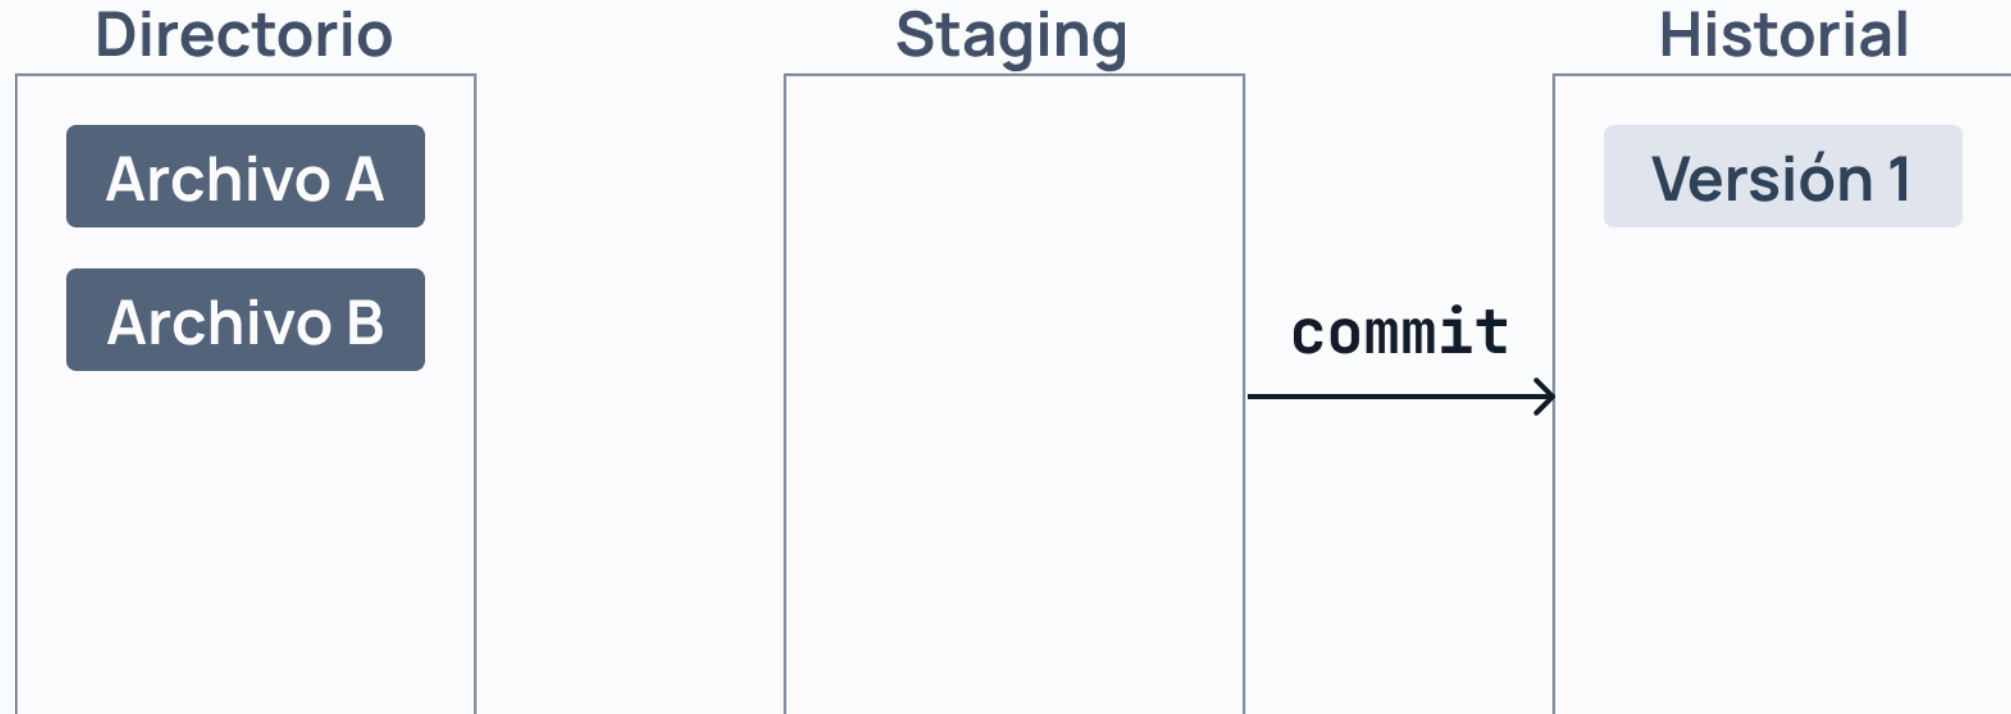 Directorio
Staging
Historial
Archivo A
Versión 1
Archivo B
commit